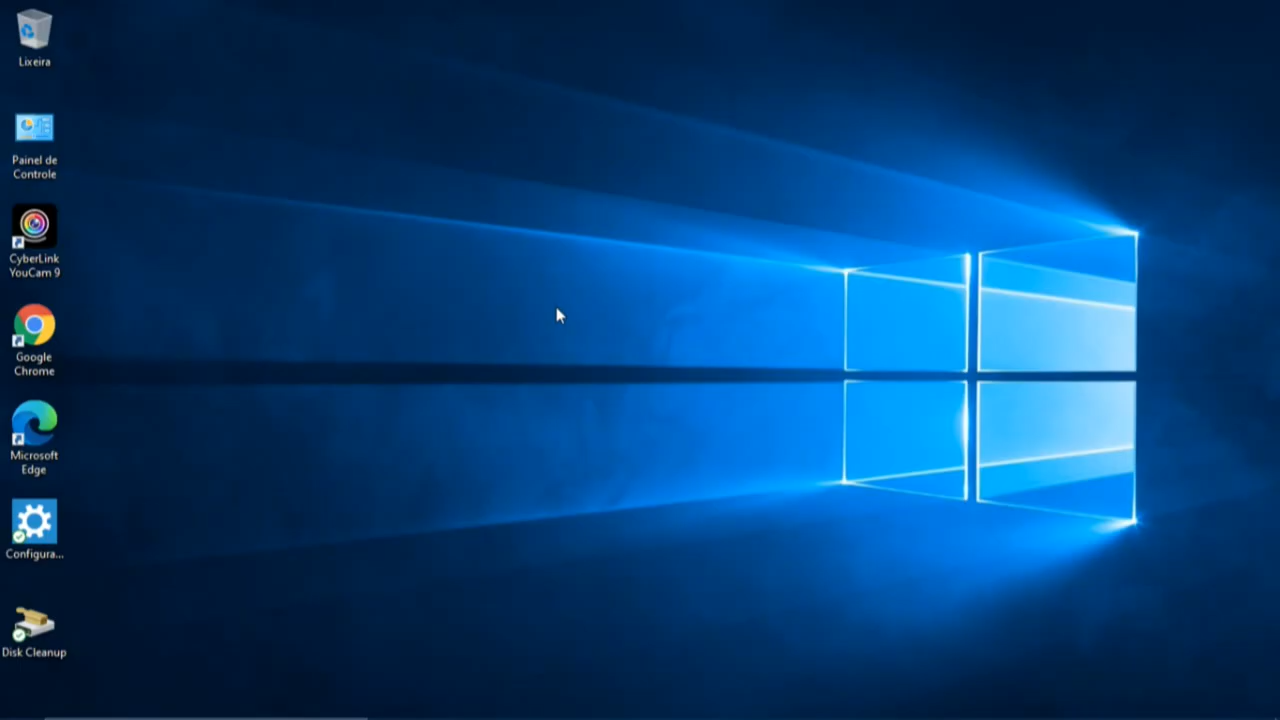 Lixeira
Painel de
Controle
CyberLink
YouCam 9
Google
Chrome
Microsoft
Edge
Configura...
Disk Cleanup